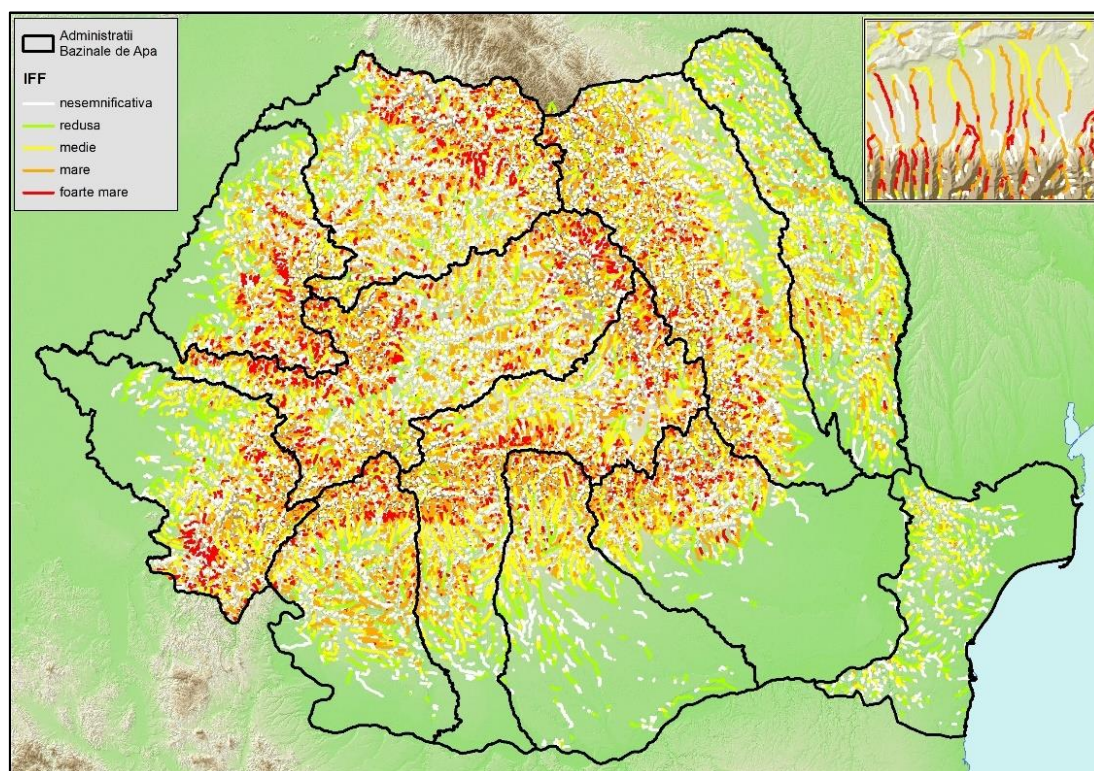 Administratii
Bazinale de Apa
IFF
nesemnificativa
redusa
medie
mare
foarte mare